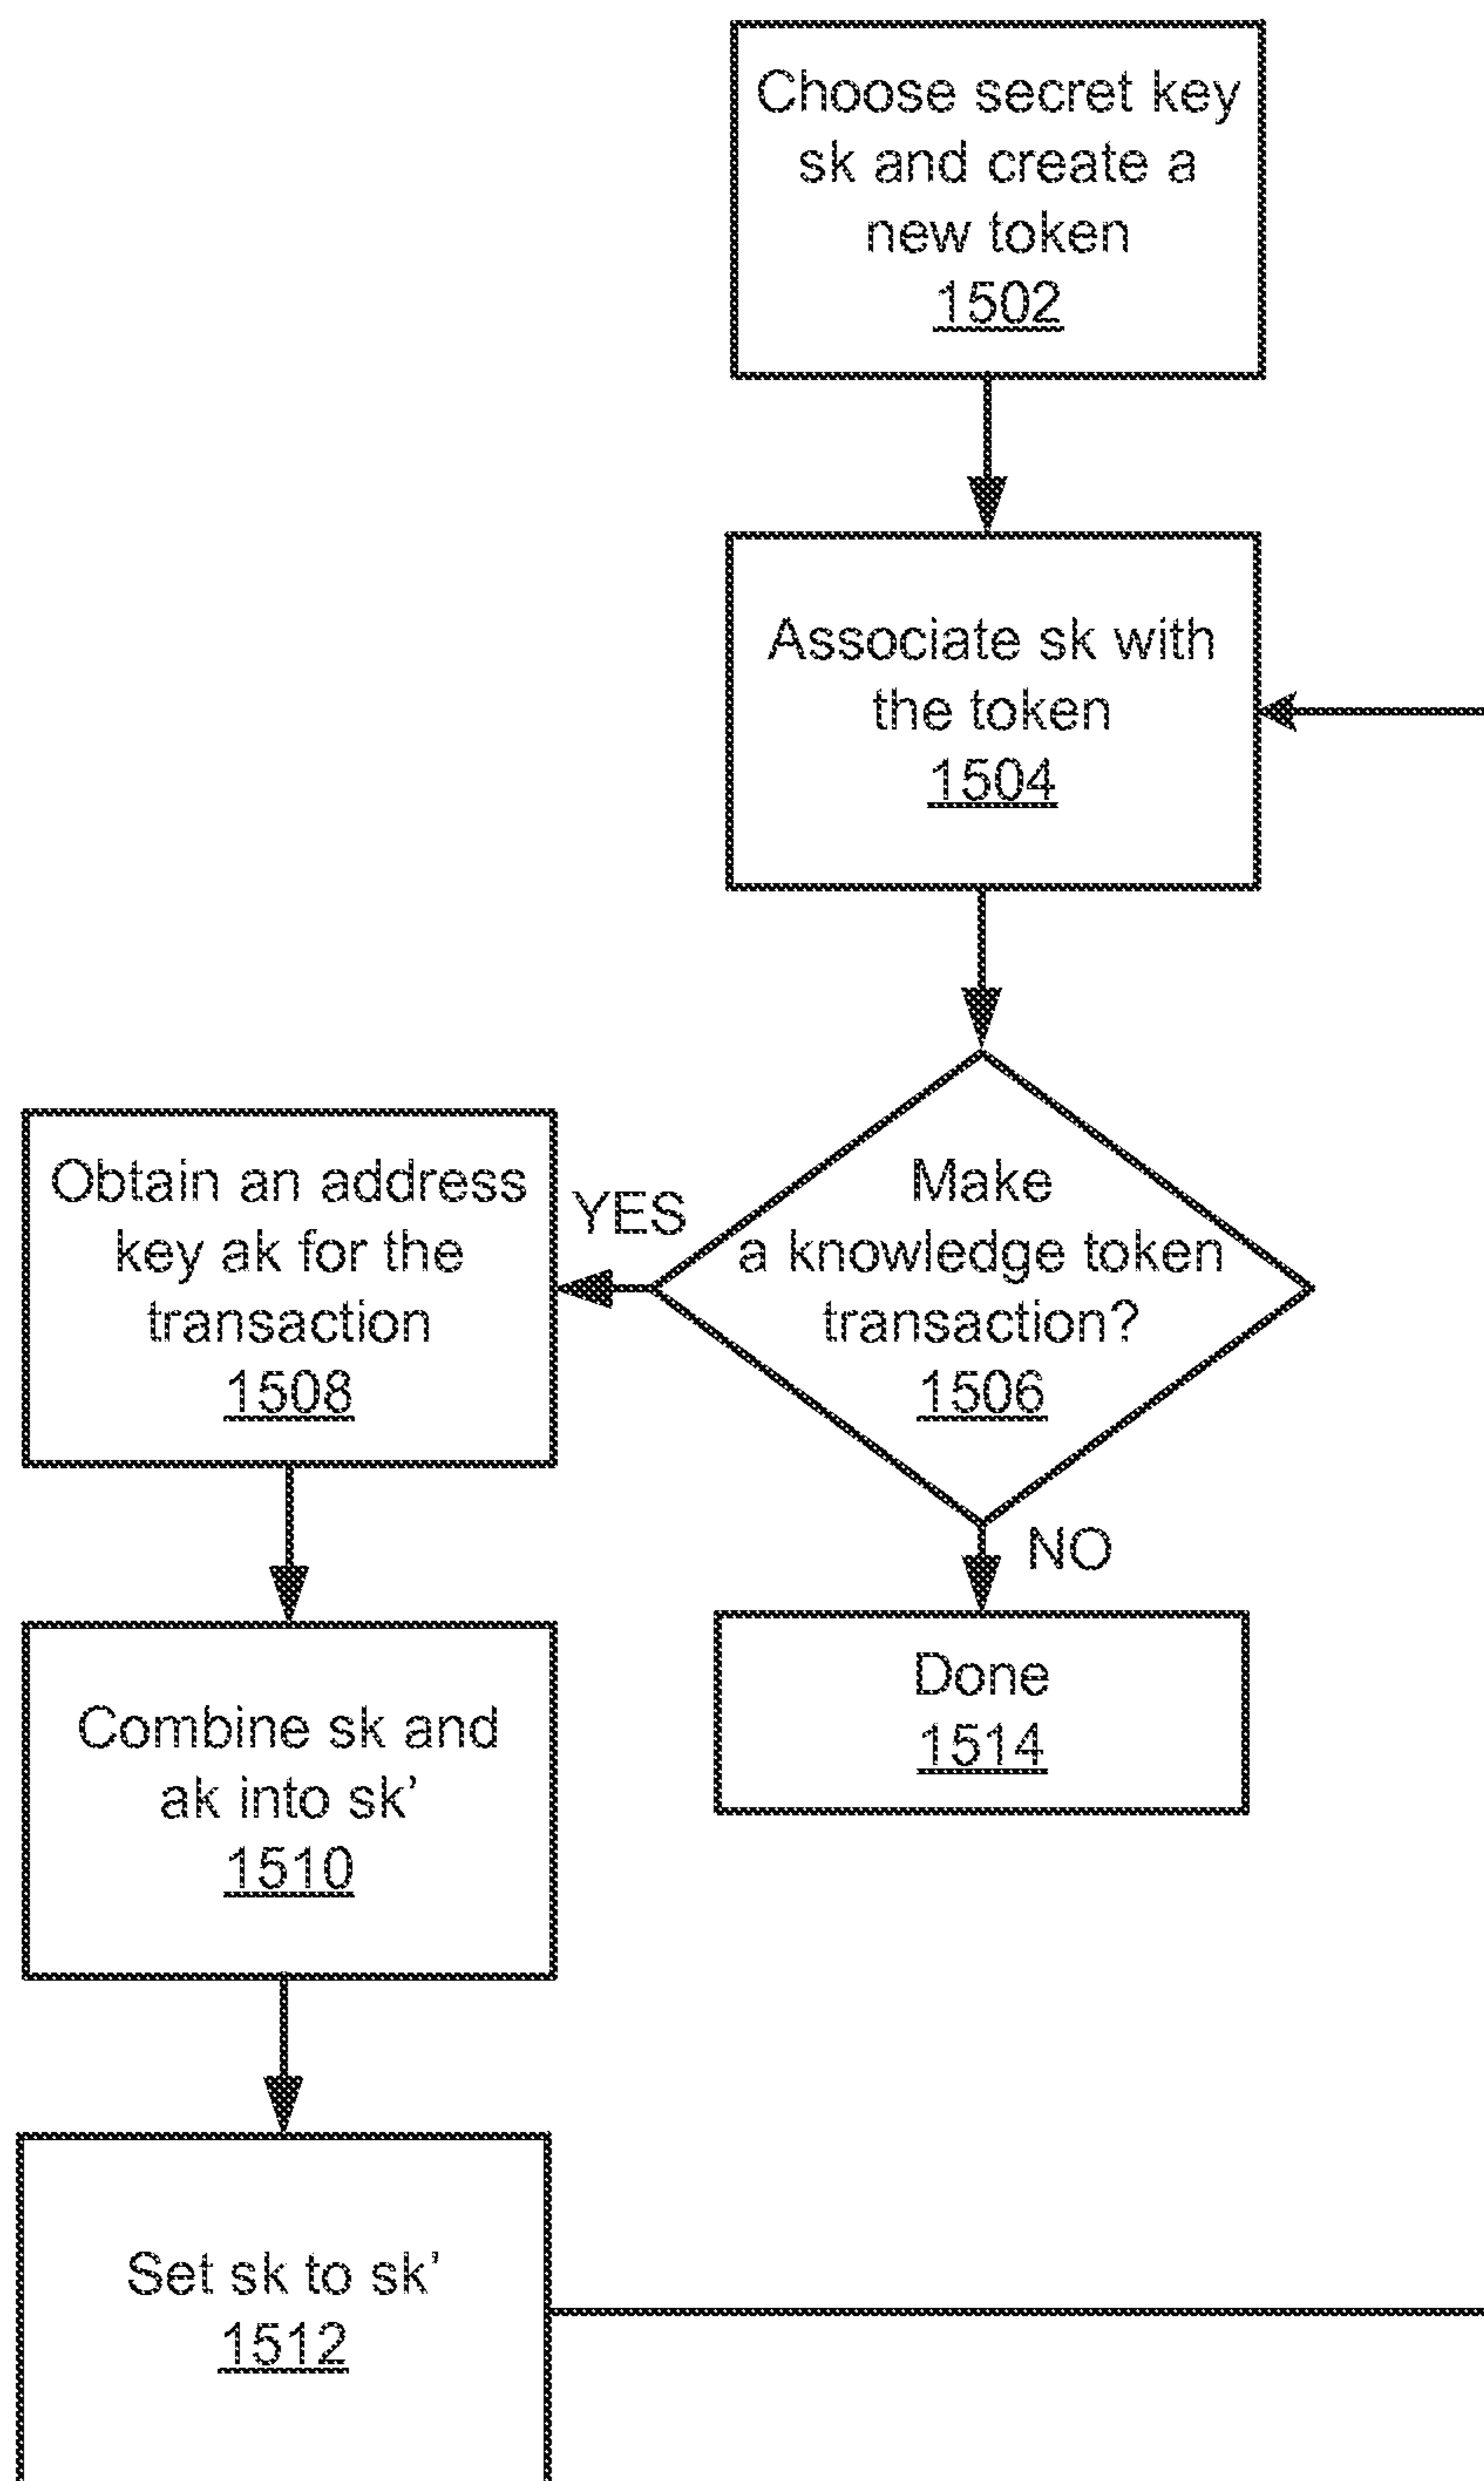 Choose secret key
sk and create a
new token
1502
Associate sk with
the token
1504
Make
a knowledge token
transaction?
1506
YES
NO
Obtain an address
key ak for the
transaction
1508
Combine sk and
ak into sk’
1510
Set sk to sk’
1512
Done
1514